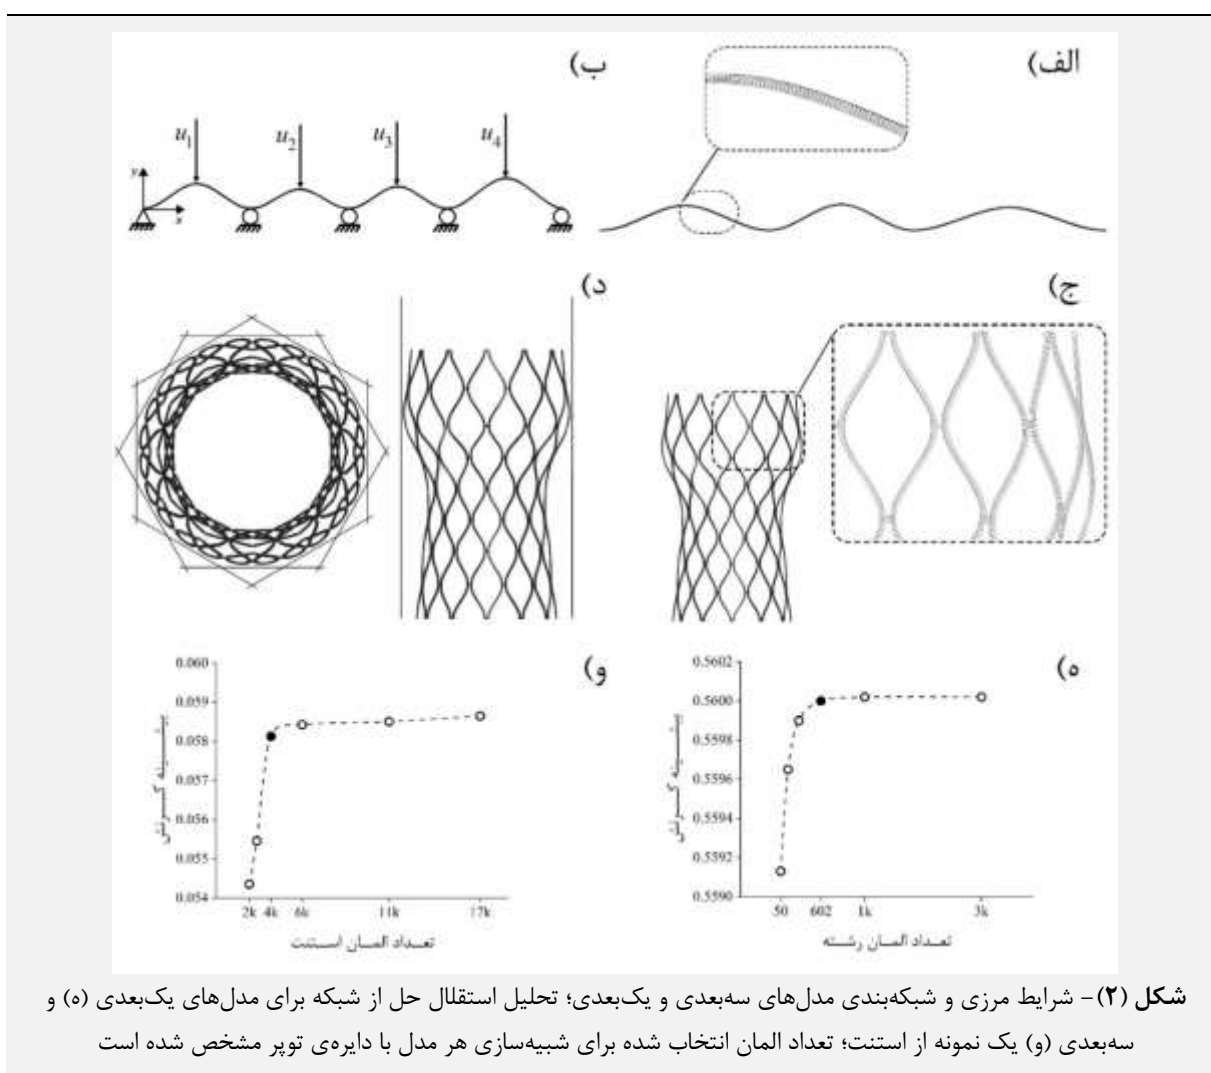 الف)
ب)
u1
u2
u3
u4
y
x
ج)
د)
ه)
0.5602
0.5600
0.5598
0.5596
0.5594
0.5592
0.5590
بیشینه کرنش
50 602 1k 3k
تعداد المان رشته
و)
0.060
0.059
0.058
0.057
0.056
0.055
0.054
بیشینه کرنش
2k 4k 6k 11k 17k
تعداد المان استنت
شکل (۲)- شرایط مرزی و شبکه‌بندی مدل‌های سه‌بعدی و یک‌بعدی؛ تحلیل استقلال حل از شبکه برای مدل‌های یک‌بعدی (ه) و
سه‌بعدی (و) یک نمونه از استنت؛ تعداد المان انتخاب شده برای شبیه‌سازی هر مدل با دایره‌ی توپر مشخص شده است